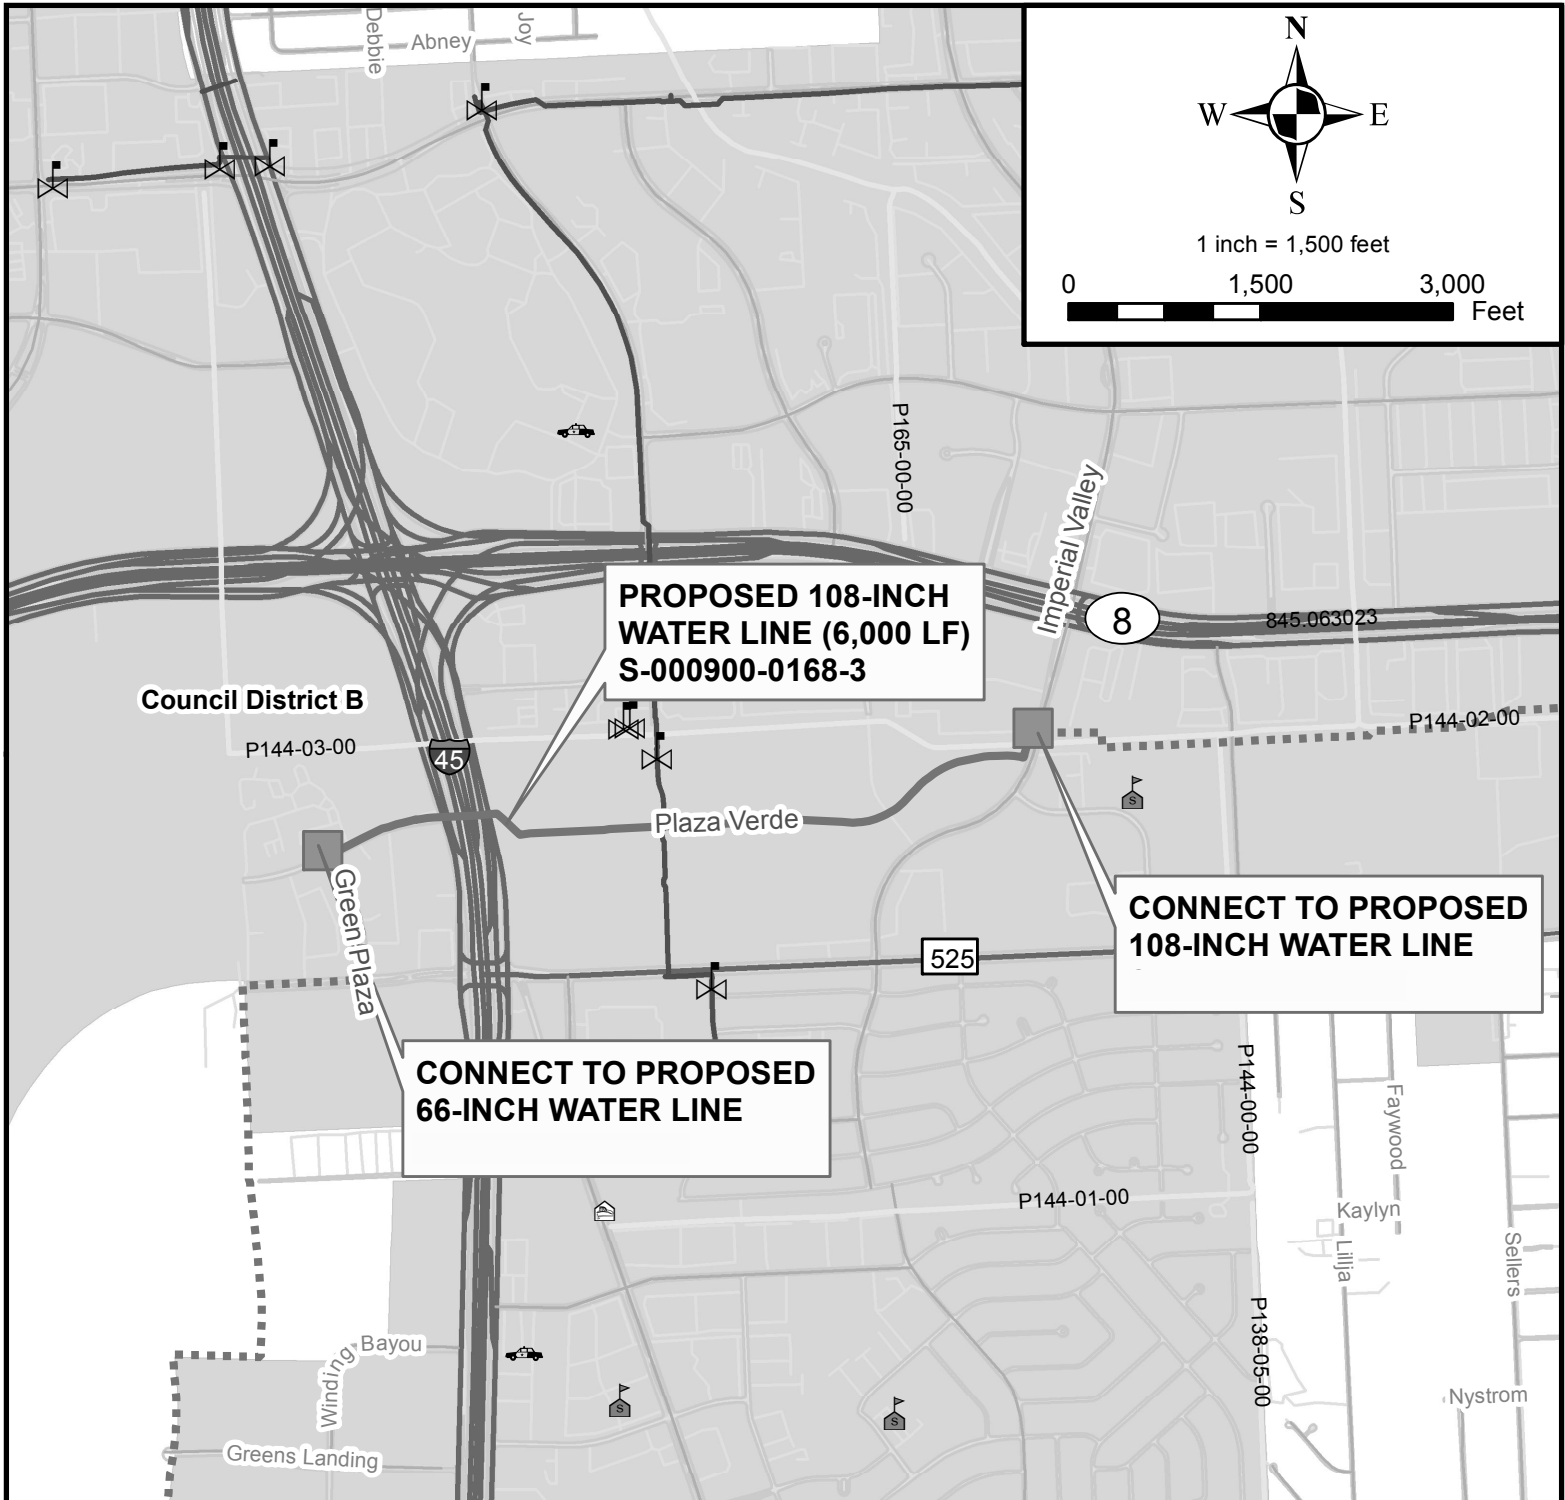 Debbie
Abney
Joy
N
W
E
S
1 inch = 1,500 feet
0
1,500
3,000
Feet
P165-00-00
Imperial Valley
PROPOSED 108-INCH
WATER LINE (6,000 LF)
S-000900-0168-3
8
845.063023
Council District B
P144-03-00
45
P144-02-00
S
Plaza Verde
Green Plaza
CONNECT TO PROPOSED
108-INCH WATER LINE
525
CONNECT TO PROPOSED
66-INCH WATER LINE
P144-00-00
Faywood
P144-01-00
Kaylyn
Lillja
Sellers
P138-05-00
Bayou
Winding
S
S
Nystrom
Greens Landing